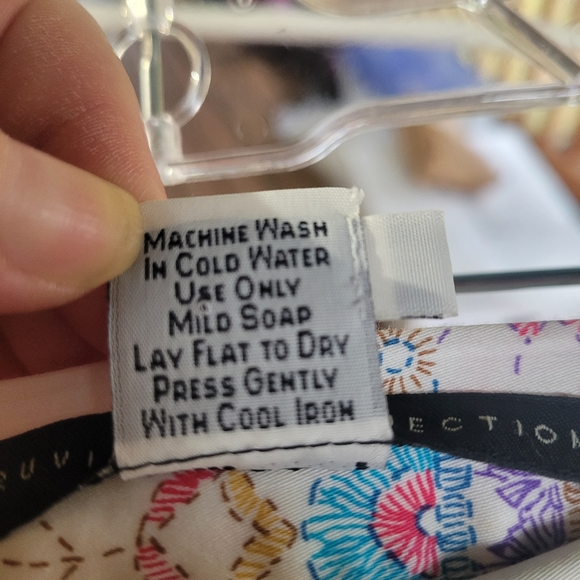 Machine Wash
In Cold Water
Use Only
Mild Soap
Lay Flat to Dry
Press Gently
With Cool Iron